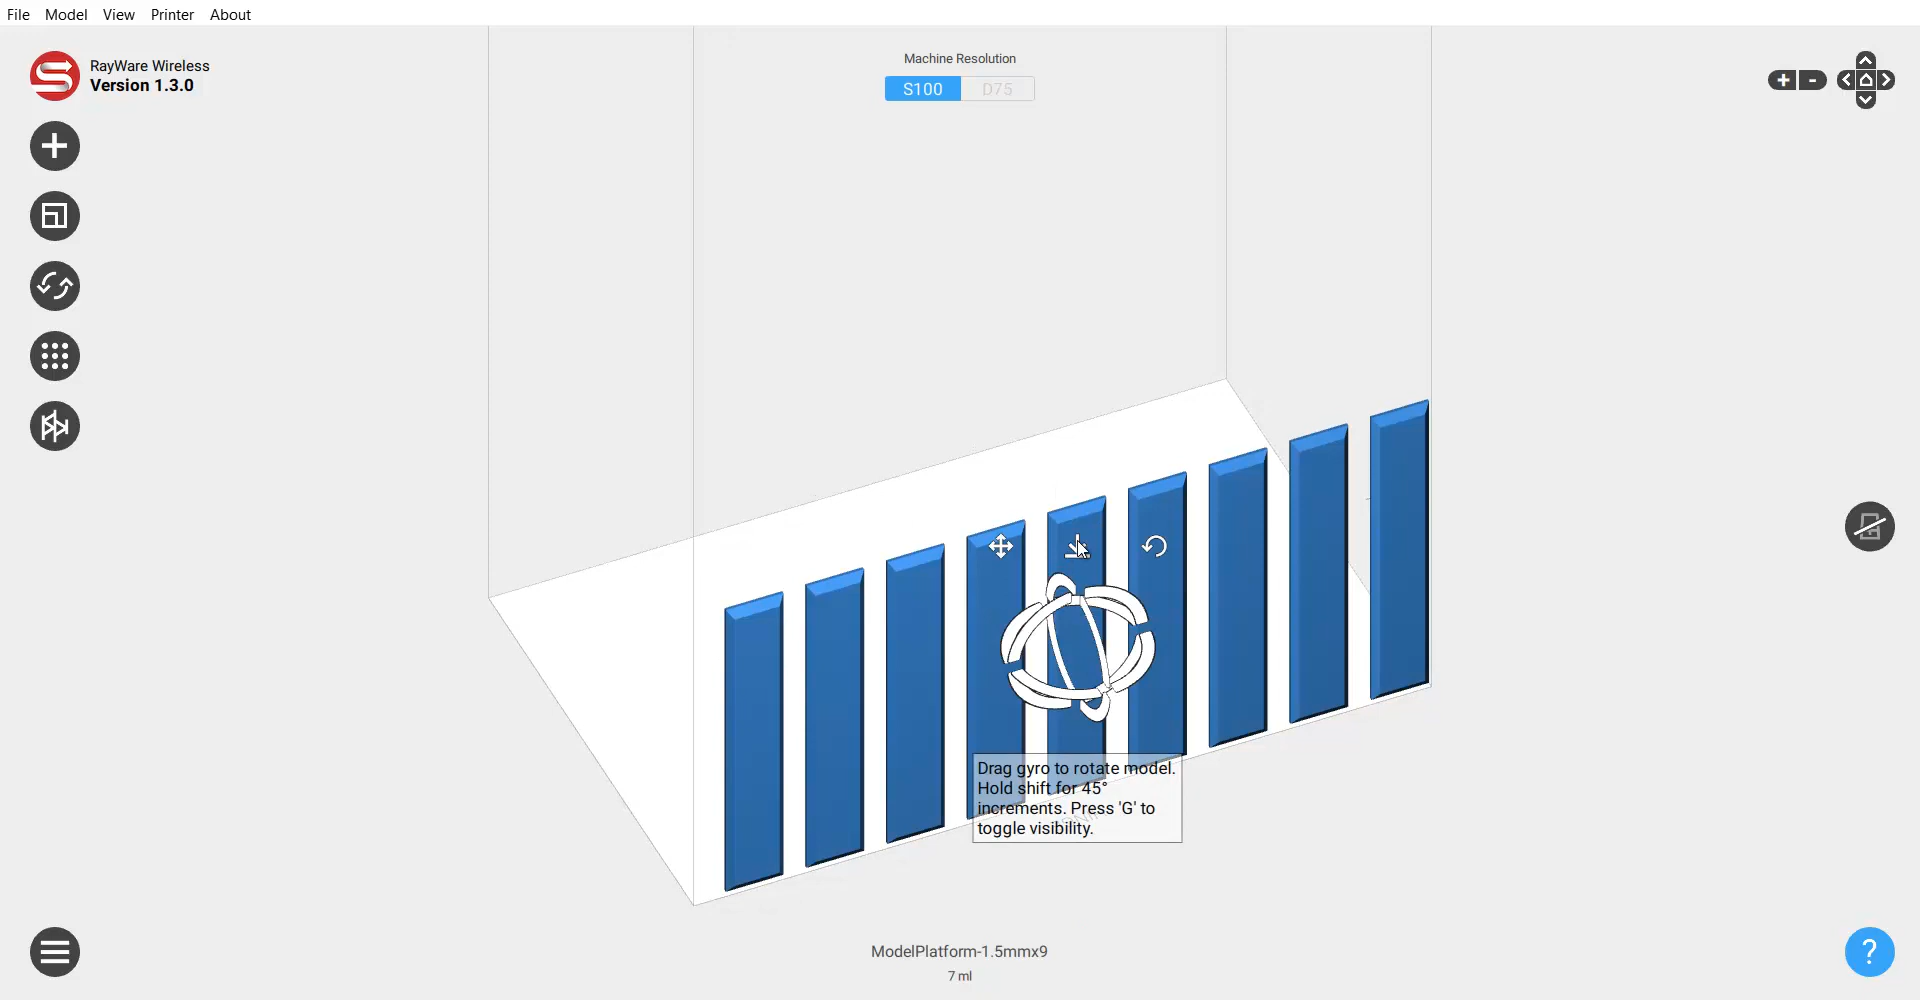 File Model View Printer About
RayWare Wireless
Version 1.3.0
Machine Resolution
S100 D75
Drag gyro to rotate model.
Hold shift for 45°
increments. Press 'G' to
toggle visibility.
ModelPlatform-1.5mmx9
7 ml
?